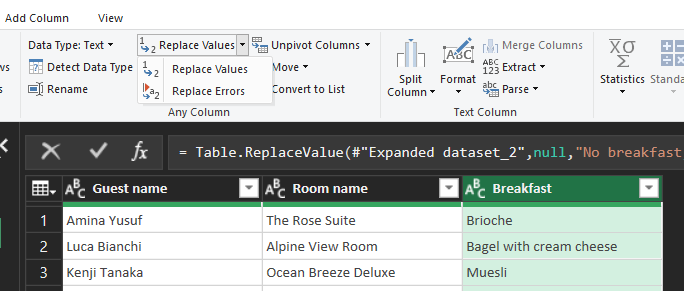 Add Column View
Data Type: Text Replace Values Unpivot Columns Merge Columns
Detect Data Type Replace Values Move Split Column Format Extract Statistics
Rename Replace Errors Convert to List Parse
Any Column Text Column
= Table.ReplaceValue(#"Expanded dataset_2",null,"No breakfast
Guest name Room name Breakfast
1 Amina Yusuf The Rose Suite Brioche
2 Luca Bianchi Alpine View Room Bagel with cream cheese
3 Kenji Tanaka Ocean Breeze Deluxe Muesli